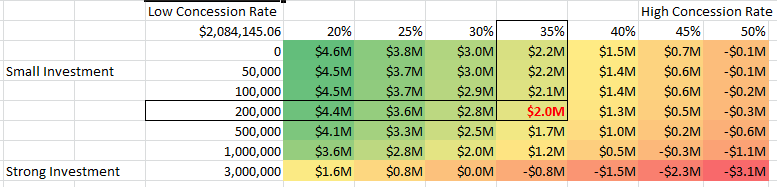 Low Concession Rate High Concession Rate
$2,084,145.06 20% 25% 30% 35% 40% 45% 50%
0 $4.6M $3.8M $3.0M $2.2M $1.5M $0.7M -$0.1M
Small Investment 50,000 $4.5M $3.7M $3.0M $2.2M $1.4M $0.6M -$0.1M
100,000 $4.5M $3.7M $2.9M $2.1M $1.4M $0.6M -$0.2M
200,000 $4.4M $3.6M $2.8M $2.0M $1.3M $0.5M -$0.3M
500,000 $4.1M $3.3M $2.5M $1.7M $1.0M $0.2M -$0.6M
1,000,000 $3.6M $2.8M $2.0M $1.2M $0.5M -$0.3M -$1.1M
Strong Investment 3,000,000 $1.6M $0.8M $0.0M -$0.8M -$1.5M -$2.3M -$3.1M